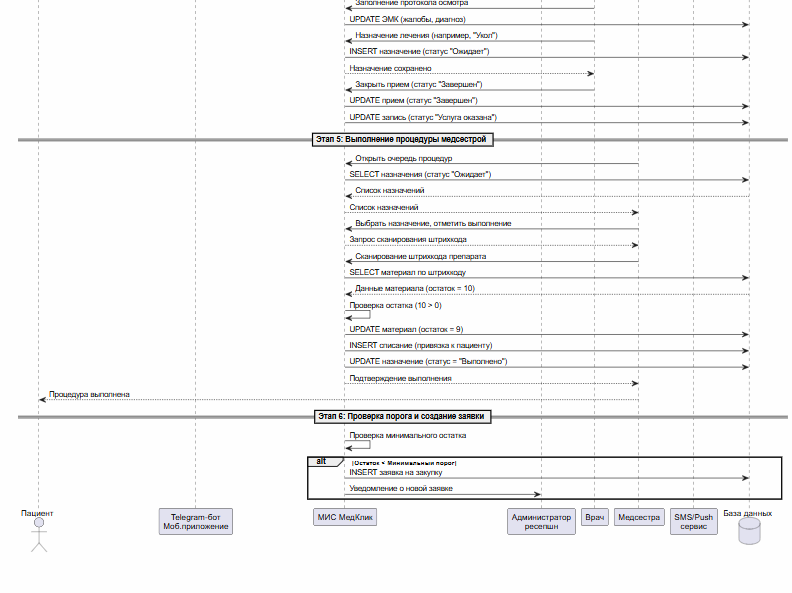 Заполнение протокола осмотра
UPDATE ЭМК (жалобы, диагноз)
Назначение лечения (например, "Укол")
INSERT назначение (статус "Ожидает")
Назначение сохранено
Закрыть прием (статус "Завершен")
UPDATE прием (статус "Завершен")
UPDATE запись (статус "Услуга оказана")
Этап 5: Выполнение процедуры медсестрой
Открыть очередь процедур
SELECT назначения (статус "Ожидает")
Список назначений
Список назначений
Выбрать назначение, отметить выполнение
Запрос сканирования штрихкода
Сканирование штрихкода препарата
SELECT материал по штрихкоду
Данные материала (остаток = 10)
Проверка остатка (10 > 0)
UPDATE материал (остаток = 9)
INSERT списание (привязка к пациенту)
UPDATE назначение (статус = "Выполнено")
Подтверждение выполнения
Процедура выполнена
Этап 6: Проверка порога и создание заявки
Проверка минимального остатка
alt
[Остаток < Минимальный порог]
INSERT заявка на закупку
Уведомление о новой заявке
Пациент
Telegram-бот
Моб.приложение
МИС МедКлик
Администратор
ресепшн
Врач
Медсестра
SMS/Push
сервис
База данных